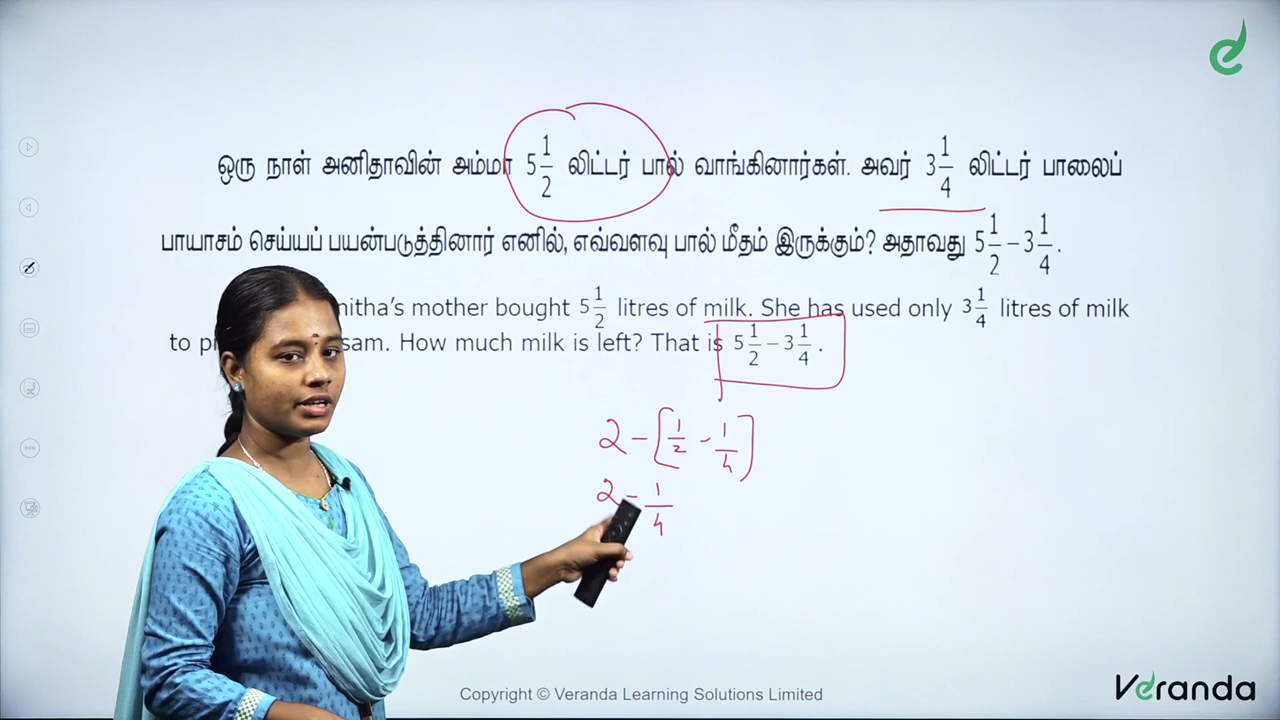 ஒரு நாள் அனிதாவின் அம்மா 5 1/2 லிட்டர் பால் வாங்கினார்கள். அவர் 3 1/4 லிட்டர் பாலைப்
பாயாசம் செய்யப் பயன்படுத்தினார் எனில், எவ்வளவு பால் மீதம் இருக்கும்? அதாவது 5 1/2 − 3 1/4.
mother bought 5 1/2 litres of milk. She has used only 3 1/4 litres of milk
to How much milk is left? That is 5 1/2 − 3 1/4.
2 − [1/2 − 1/4]
2 − 1/4
Copyright © Veranda Learning Solutions Limited
Veranda